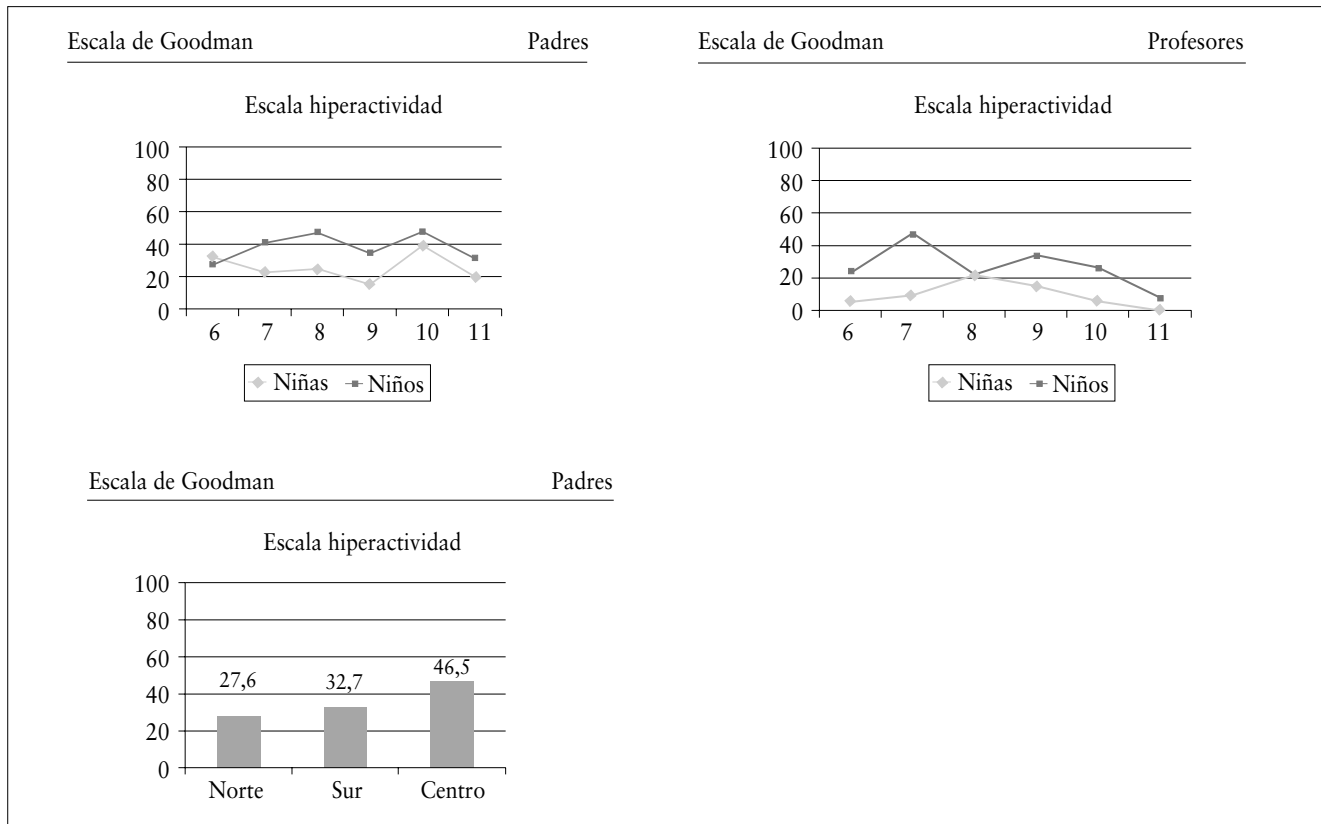 Escala de Goodman Padres
Escala hiperactividad
100
80
60
40
20
0
6 7 8 9 10 11
Niñas Niños
Escala de Goodman Profesores
Escala hiperactividad
100
80
60
40
20
0
6 7 8 9 10 11
Niñas Niños
Escala de Goodman Padres
Escala hiperactividad
100
80
60
40
20
0
27,6 32,7 46,5
Norte Sur Centro